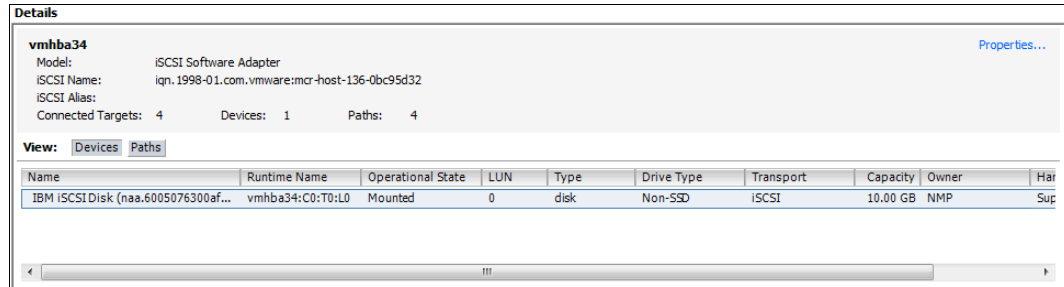 Details
vmhba34
Properties...
Model: iSCSI Software Adapter
iSCSI Name: iqn.1998-01.com.vmware:mcr-host-136-0bc95d32
iSCSI Alias:
Connected Targets: 4 Devices: 1 Paths: 4
View: Devices Paths
Name Runtime Name Operational State LUN Type Drive Type Transport Capacity Owner Har
IBM iSCSI Disk (naa.6005076300af... vmhba34:C0:T0:L0 Mounted 0 disk Non-SSD iSCSI 10.00 GB NMP Sup